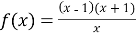 f(x) = ((x - 1)(x + 1))/x